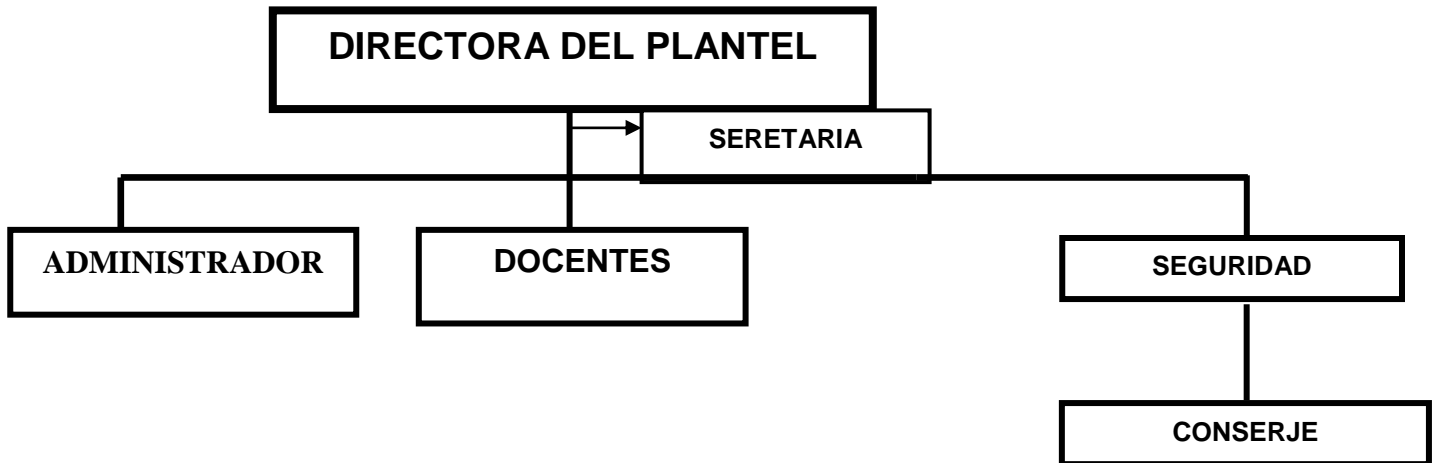 DIRECTORA DEL PLANTEL
SERETARIA
ADMINISTRADOR
DOCENTES
SEGURIDAD
CONSERJE